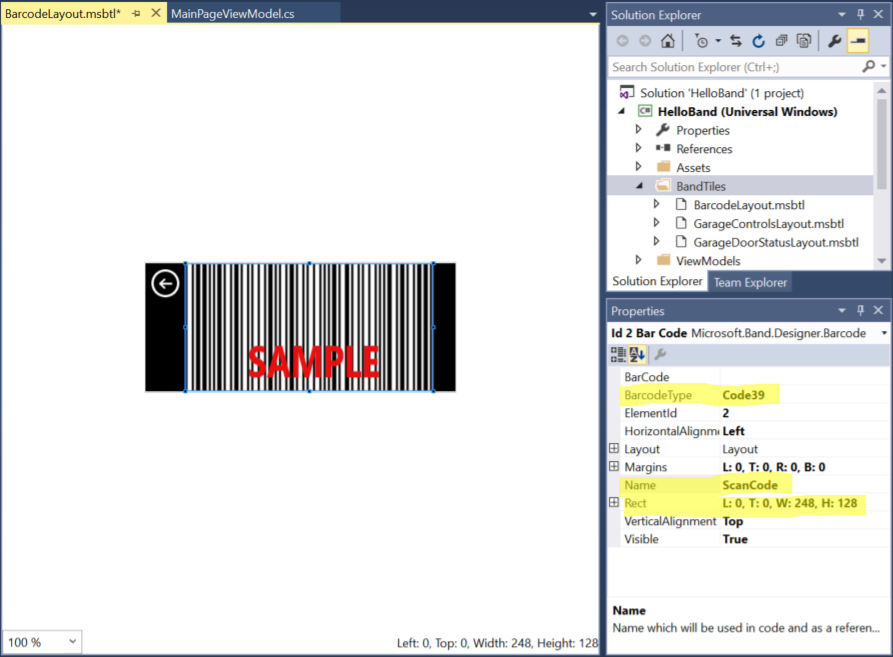 BarcodeLayout.msbtl*
MainPageViewModel.cs
SAMPLE
100 %
Left: 0, Top: 0, Width: 248, Height: 128
Solution Explorer
Search Solution Explorer (Ctrl+;)
Solution 'HelloBand' (1 project)
C#
HelloBand (Universal Windows)
Properties
References
Assets
BandTiles
BarcodeLayout.msbtl
GarageControlsLayout.msbtl
GarageDoorStatusLayout.msbtl
ViewModels
Solution Explorer Team Explorer
Properties
Id 2 Bar Code Microsoft.Band.Designer.Barcode
BarCode
BarcodeType Code39
ElementId 2
HorizontalAlignme Left
Layout Layout
Margins L: 0, T: 0, R: 0, B: 0
Name ScanCode
Rect L: 0, T: 0, W: 248, H: 128
VerticalAlignment Top
Visible True
Name
Name which will be used in code and as a referen...